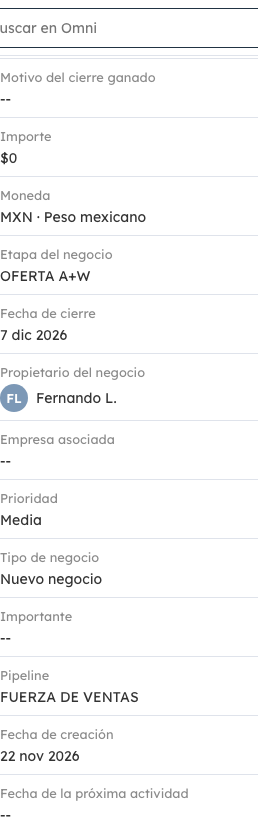 uscar en Omni
Motivo del cierre ganado
--
Importe
$0
Moneda
MXN · Peso mexicano
Etapa del negocio
OFERTA A+W
Fecha de cierre
7 dic 2026
Propietario del negocio
FL Fernando L.
Empresa asociada
--
Prioridad
Media
Tipo de negocio
Nuevo negocio
Importante
--
Pipeline
FUERZA DE VENTAS
Fecha de creación
22 nov 2026
Fecha de la próxima actividad
--